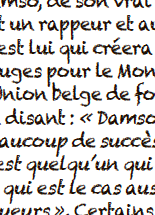 amso, de son vrai
t un rappeur et au
est lui qui créera
uges pour le Mon
Union belge de fo
disant : « Damso
aucoup de succès
est quelqu'un qui
qui est le cas aus
ueurs ». Certains